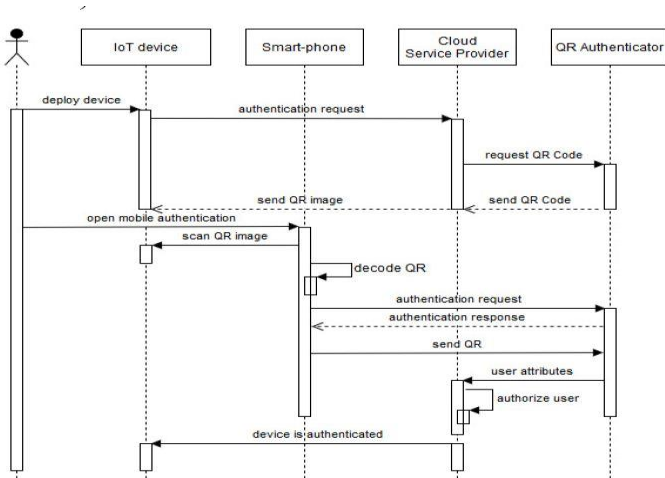 IoT device
Smart-phone
Cloud
Service Provider
QR Authenticator
deploy device
authentication request
request QR Code
send QR image
send QR Code
open mobile authentication
scan QR image
decode QR
authentication request
authentication response
send QR
user attributes
authorize user
device is authenticated